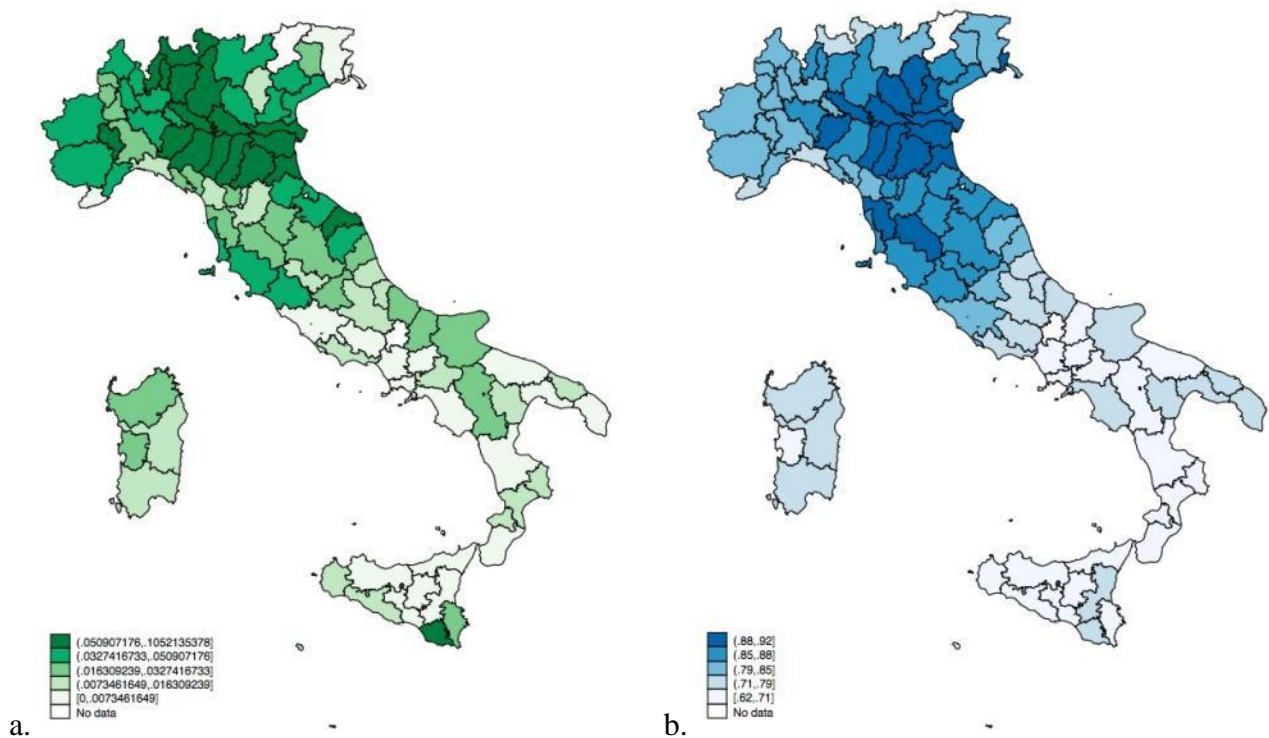 (.050907176,.1052135378]
(.0327416733,.050907176]
(.016309239,.0327416733]
(.0073461649,.016309239]
[0,.0073461649]
No data
a.
(.88,.92]
(.85,.88]
(.79,.85]
(.71,.79]
[.62,.71]
No data
b.